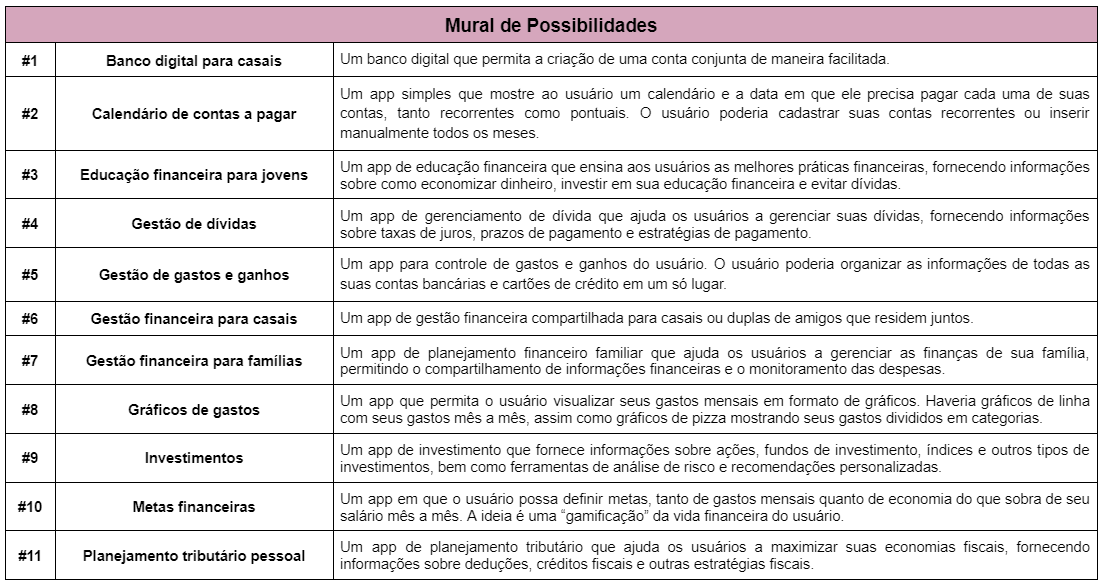 Mural de Possibilidades
#1 Banco digital para casais Um banco digital que permita a criação de uma conta conjunta de maneira facilitada.
#2 Calendário de contas a pagar Um app simples que mostre ao usuário um calendário e a data em que ele precisa pagar cada uma de suas
contas, tanto recorrentes como pontuais. O usuário poderia cadastrar suas contas recorrentes ou inserir
manualmente todos os meses.
#3 Educação financeira para jovens Um app de educação financeira que ensina aos usuários as melhores práticas financeiras, fornecendo informações
sobre como economizar dinheiro, investir em sua educação financeira e evitar dívidas.
#4 Gestão de dívidas Um app de gerenciamento de dívida que ajuda os usuários a gerenciar suas dívidas, fornecendo informações
sobre taxas de juros, prazos de pagamento e estratégias de pagamento.
#5 Gestão de gastos e ganhos Um app para controle de gastos e ganhos do usuário. O usuário poderia organizar as informações de todas as
suas contas bancárias e cartões de crédito em um só lugar.
#6 Gestão financeira para casais Um app de gestão financeira compartilhada para casais ou duplas de amigos que residem juntos.
#7 Gestão financeira para famílias Um app de planejamento financeiro familiar que ajuda os usuários a gerenciar as finanças de sua família,
permitindo o compartilhamento de informações financeiras e o monitoramento das despesas.
#8 Gráficos de gastos Um app que permita o usuário visualizar seus gastos mensais em formato de gráficos. Haveria gráficos de linha
com seus gastos mês a mês, assim como gráficos de pizza mostrando seus gastos divididos em categorias.
#9 Investimentos Um app de investimento que fornece informações sobre ações, fundos de investimento, índices e outros tipos de
investimentos, bem como ferramentas de análise de risco e recomendações personalizadas.
#10 Metas financeiras Um app em que o usuário possa definir metas, tanto de gastos mensais quanto de economia do que sobra de seu
salário mês a mês. A ideia é uma “gamificação” da vida financeira do usuário.
#11 Planejamento tributário pessoal Um app de planejamento tributário que ajuda os usuários a maximizar suas economias fiscais, fornecendo
informações sobre deduções, créditos fiscais e outras estratégias fiscais.